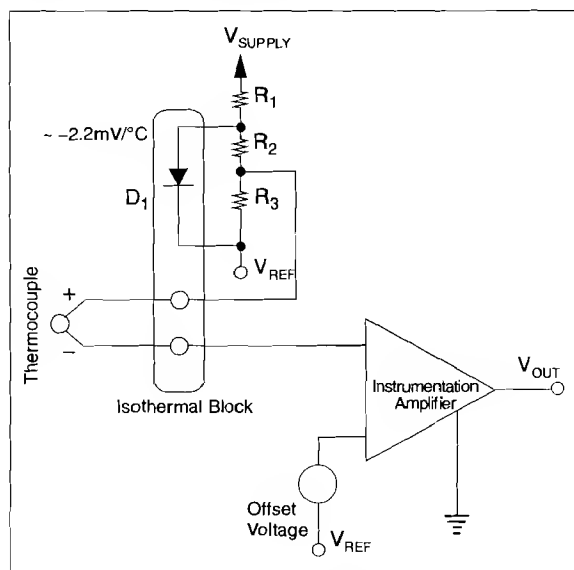 V_SUPPLY
R_1
~ -2.2mV/°C
R_2
D_1
R_3
V_REF
+
Thermocouple
−
Isothermal Block
Instrumentation
Amplifier
V_OUT
Offset
Voltage
V_REF